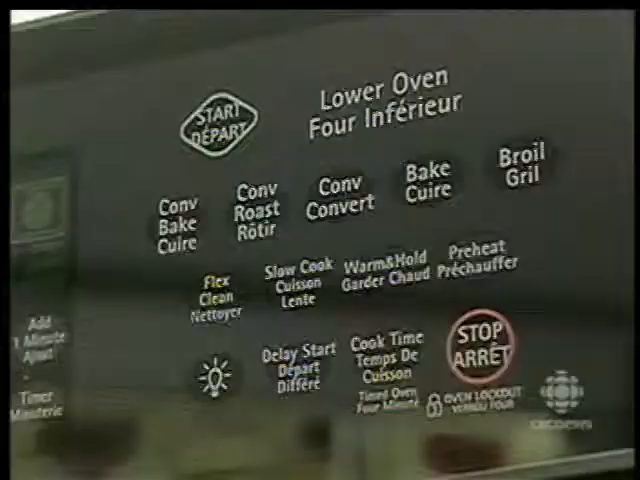 START
DÉPART
Lower Oven
Four Inférieur
Conv
Bake
Cuire
Conv
Roast
Rôtir
Conv
Convert
Bake
Cuire
Broil
Gril
Flex
Clean
Nettoyer
Slow Cook
Cuisson
Lente
Warm&Hold
Garder Chaud
Preheat
Préchauffer
Add
1 Minute
Ajout
Timer
Minuterie
Delay Start
Départ
Différé
Cook Time
Temps De
Cuisson
Timed Oven
Four Minuté
STOP
ARRÊT
OVEN LOCKOUT
VERROU FOUR
CBC NEWS